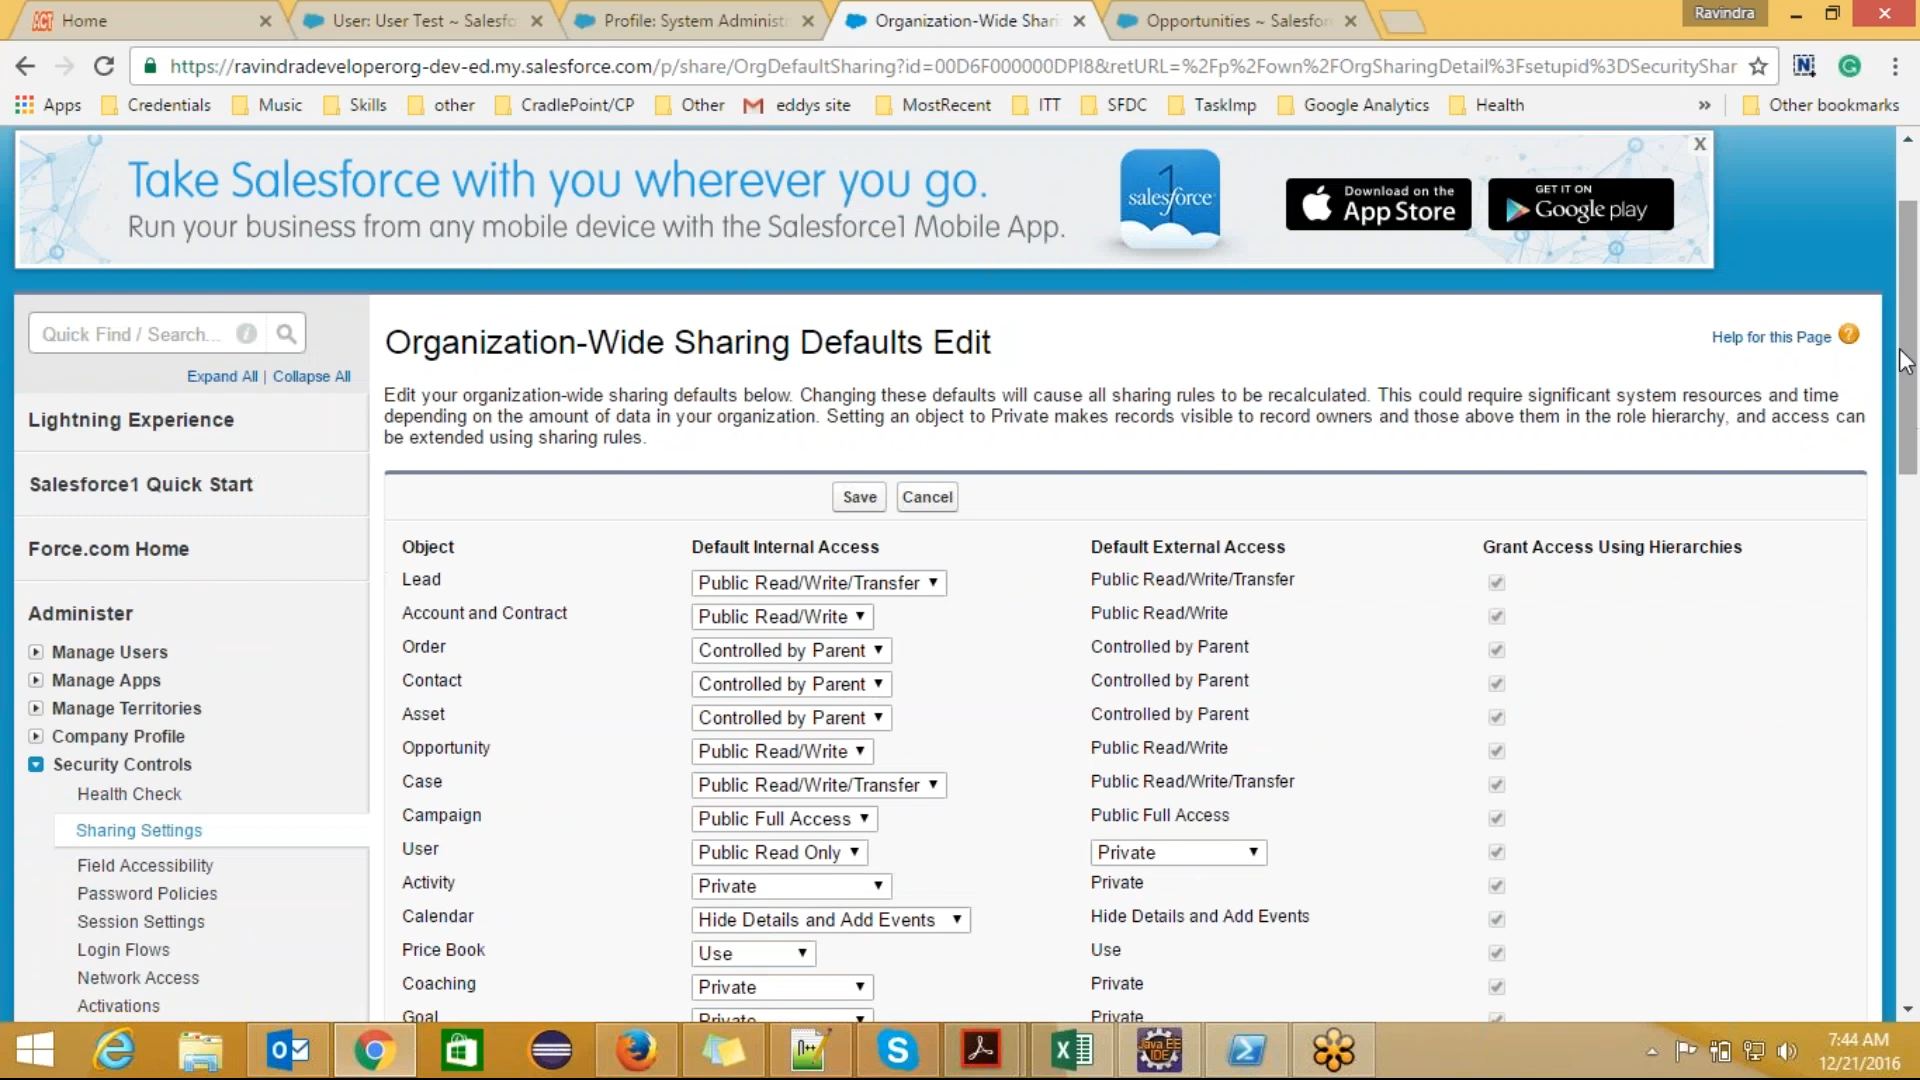 Home
User: User Test ~ Salesfo
Profile: System Administ
Organization-Wide Shari
Opportunities ~ Salesfor
Ravindra
https://ravindradeveloperorg-dev-ed.my.salesforce.com/p/share/OrgDefaultSharing?id=00D6F000000DPI8&retURL=%2Fp%2Fown%2FOrgSharingDetail%3Fsetupid%3DSecuritySharI
Apps
Credentials
Music
Skills
other
CradlePoint/CP
Other
eddys site
MostRecent
ITT
SFDC
TaskImp
Google Analytics
Health
»
Other bookmarks
Take Salesforce with you wherever you go.
Run your business from any mobile device with the Salesforce1 Mobile App.
salesforce
1
Download on the
App Store
GET IT ON
Google play
X
Quick Find / Search...
Expand All | Collapse All
Lightning Experience
Salesforce1 Quick Start
Force.com Home
Administer
Manage Users
Manage Apps
Manage Territories
Company Profile
Security Controls
Health Check
Sharing Settings
Field Accessibility
Password Policies
Session Settings
Login Flows
Network Access
Activations
Organization-Wide Sharing Defaults Edit
Help for this Page ?
Edit your organization-wide sharing defaults below. Changing these defaults will cause all sharing rules to be recalculated. This could require significant system resources and time
depending on the amount of data in your organization. Setting an object to Private makes records visible to record owners and those above them in the role hierarchy, and access can
be extended using sharing rules.
Save Cancel
Object Default Internal Access Default External Access Grant Access Using Hierarchies
Lead Public Read/Write/Transfer Public Read/Write/Transfer
Account and Contract Public Read/Write Public Read/Write
Order Controlled by Parent Controlled by Parent
Contact Controlled by Parent Controlled by Parent
Asset Controlled by Parent Controlled by Parent
Opportunity Public Read/Write Public Read/Write
Case Public Read/Write/Transfer Public Read/Write/Transfer
Campaign Public Full Access Public Full Access
User Public Read Only Private
Activity Private Private
Calendar Hide Details and Add Events Hide Details and Add Events
Price Book Use Use
Coaching Private Private
Goal Private Private
7:44 AM
12/21/2016